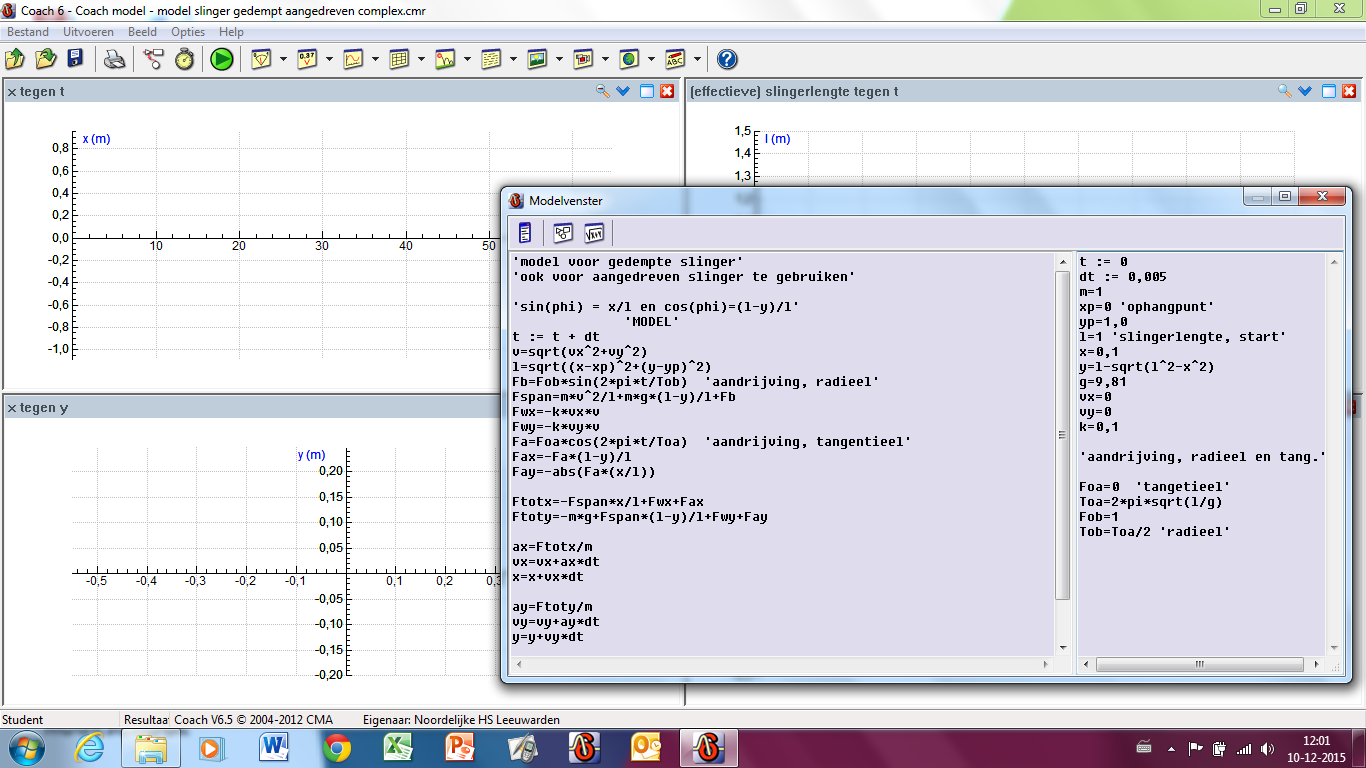 Coach 6 - Coach model - model slinger gedempt aangedreven complex.cmr
Bestand Uitvoeren Beeld Opties Help
0.37
ABC
x tegen t
x (m)
0,8
0,6
0,4
0,2
0,0
-0,2
-0,4
-0,6
-0,8
-1,0
10 20 30 40 50
(effectieve) slingerlengte tegen t
l (m)
1,5
1,4
1,3
x tegen y
y (m)
0,20
0,15
0,10
0,05
-0,05
-0,10
-0,15
-0,20
-0,5 -0,4 -0,3 -0,2 -0,1 0,1 0,2
Modelvenster
'model voor gedempte slinger'
'ook voor aangedreven slinger te gebruiken'
'sin(phi) = x/l en cos(phi)=(l-y)/l'
'MODEL'
t := t + dt
v=sqrt(vx^2+vy^2)
l=sqrt((x-xp)^2+(y-yp)^2)
Fb=Fob*sin(2*pi*t/Tob) 'aandrijving, radieel'
Fspan=m*v^2/l+m*g*(l-y)/l+Fb
Fwx=-k*vx*v
Fwy=-k*vy*v
Fa=Foa*cos(2*pi*t/Toa) 'aandrijving, tangentieel'
Fax=-Fa*(l-y)/l
Fay=-abs(Fa*(x/l))
Ftotx=-Fspan*x/l+Fwx+Fax
Ftoty=-m*g+Fspan*(l-y)/l+Fwy+Fay
ax=Ftotx/m
vx=vx+ax*dt
x=x+vx*dt
ay=Ftoty/m
vy=vy+ay*dt
y=y+vy*dt
t := 0
dt := 0,005
m=1
xp=0 'ophangpunt'
yp=1,0
l=1 'slingerlengte, start'
x=0,1
y=l-sqrt(l^2-x^2)
g=9,81
vx=0
vy=0
k=0,1
'aandrijving, radieel en tang.'
Foa=0 'tangetieel'
Toa=2*pi*sqrt(l/g)
Fob=1
Tob=Toa/2 'radieel'
Student Resultaa Coach V6.5 © 2004-2012 CMA Eigenaar: Noordelijke HS Leeuwarden
12:01
10-12-2015